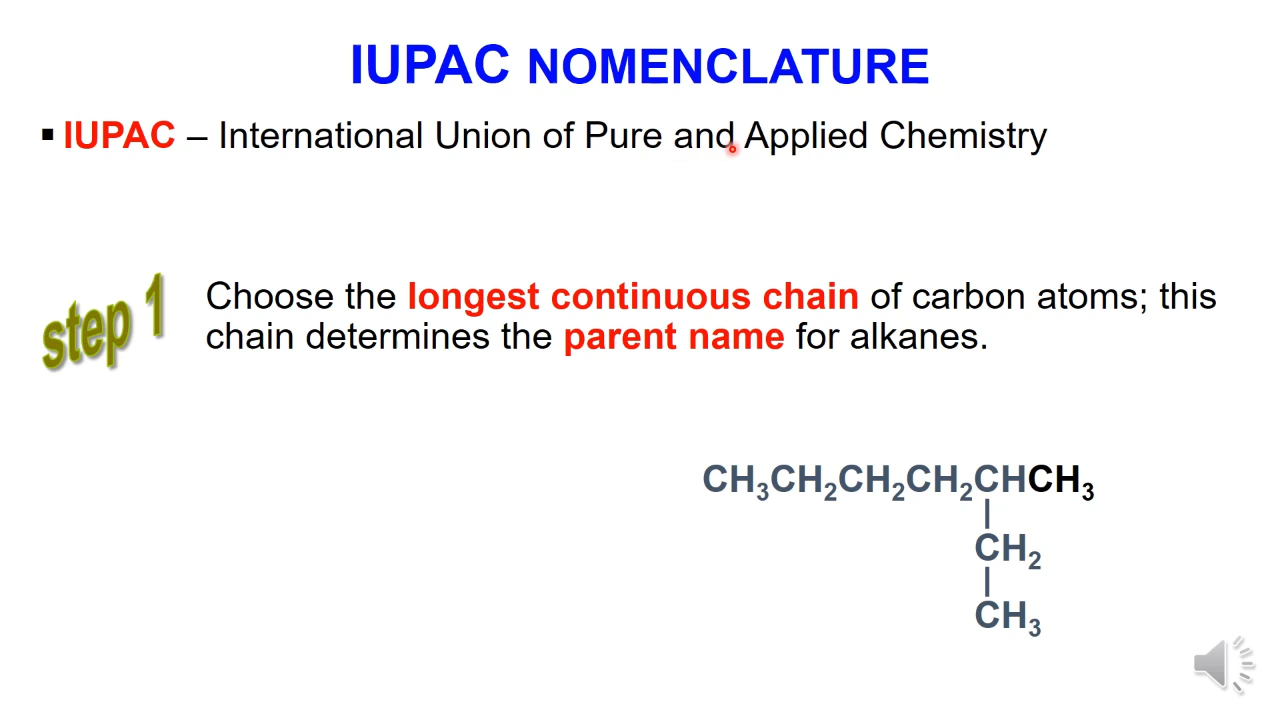 IUPAC NOMENCLATURE
▪ IUPAC – International Union of Pure and Applied Chemistry
step 1
Choose the longest continuous chain of carbon atoms; this
chain determines the parent name for alkanes.
CH₃CH₂CH₂CH₂CHCH₃
CH₂
CH₃